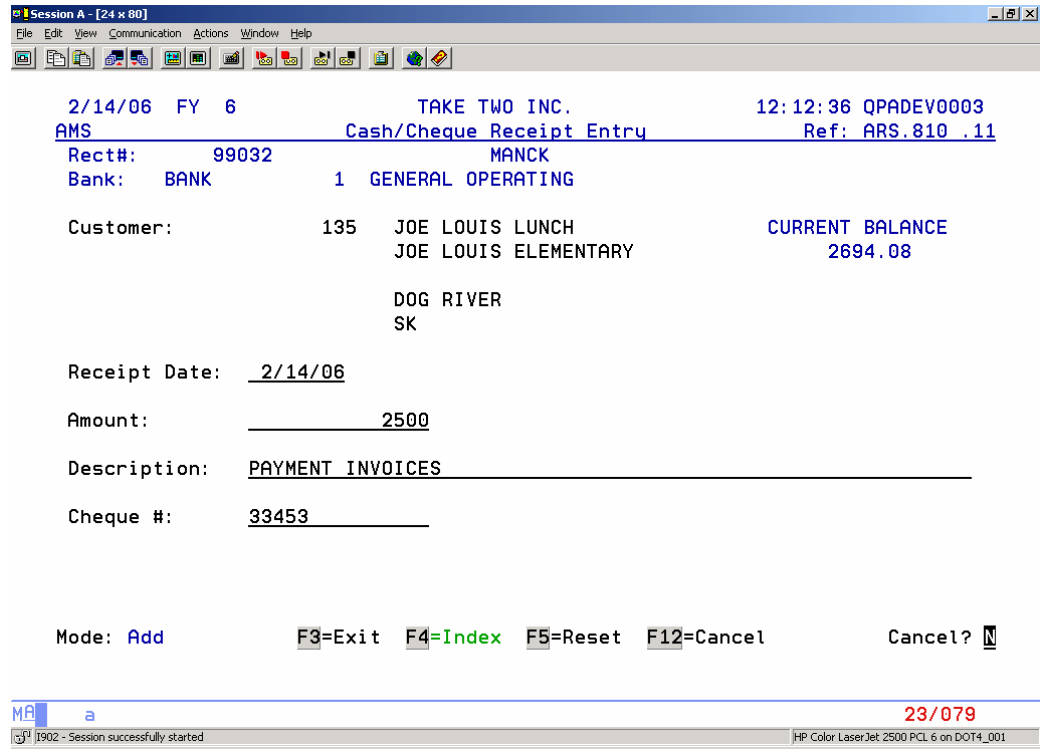 Session A - [24 x 80]
File Edit View Communication Actions Window Help
2/14/06 FY 6 TAKE TWO INC. 12:12:36 QPADEV0003
AMS Cash/Cheque Receipt Entry Ref: ARS.810 .11
Rect#: 99032 MANCK
Bank: BANK 1 GENERAL OPERATING
Customer: 135 JOE LOUIS LUNCH CURRENT BALANCE
JOE LOUIS ELEMENTARY 2694.08
DOG RIVER
SK
Receipt Date: 2/14/06
Amount: 2500
Description: PAYMENT INVOICES
Cheque #: 33453
Mode: Add F3=Exit F4=Index F5=Reset F12=Cancel Cancel? N
MA a 23/079
I902 - Session successfully started HP Color LaserJet 2500 PCL 6 on DOT4_001